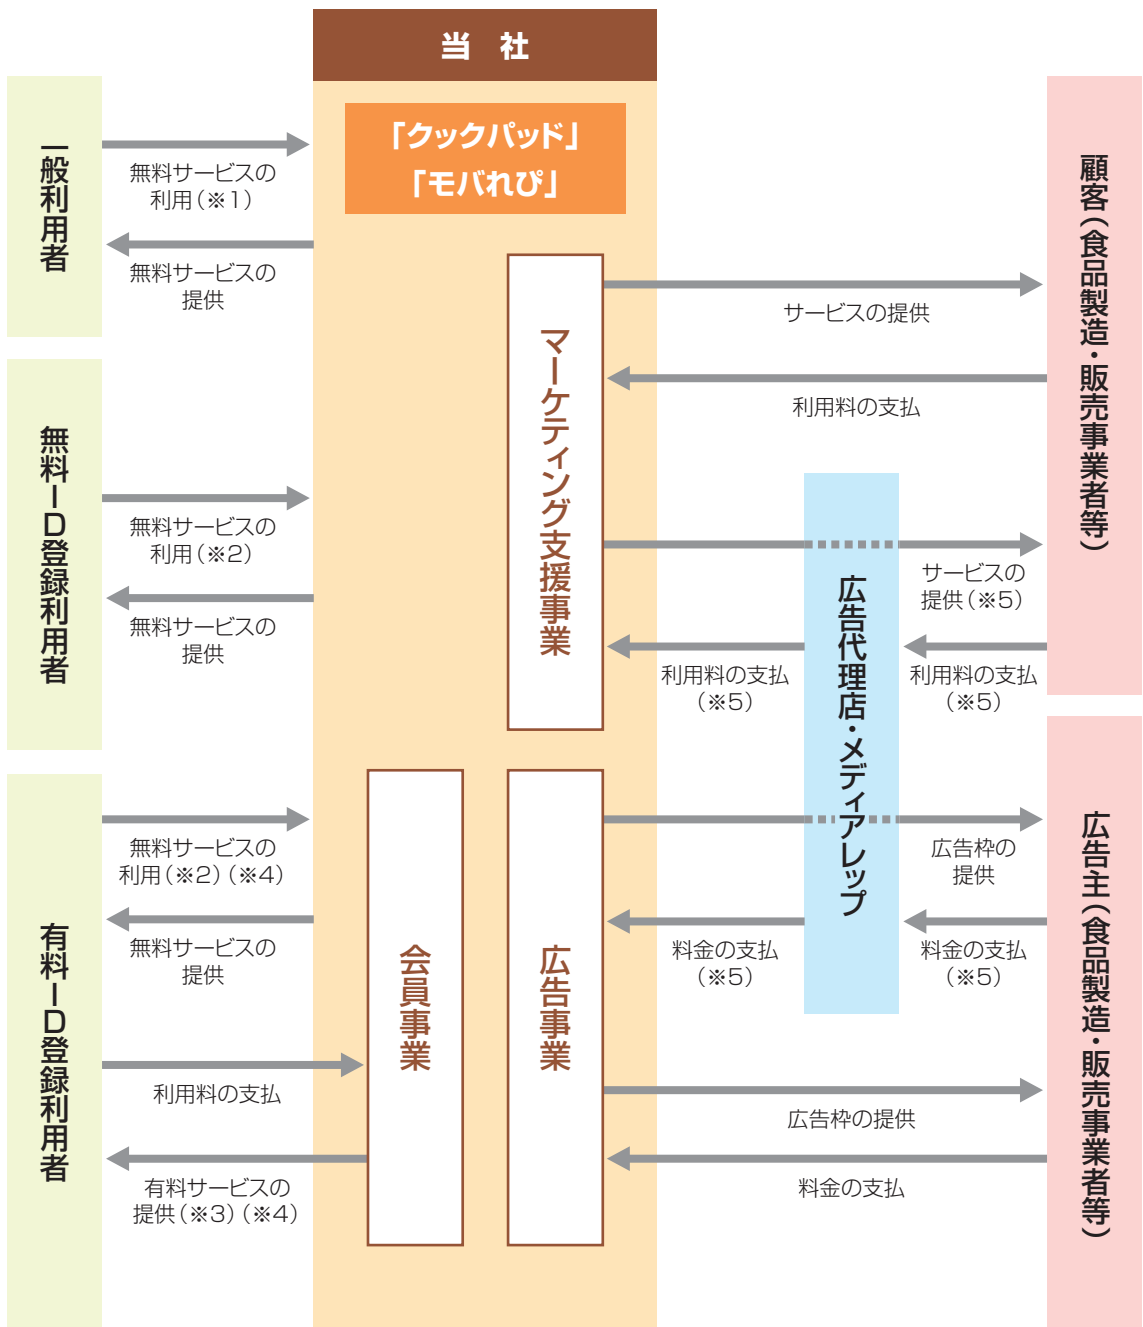 当 社
「クックパッド」
「モバれぴ」
一般利用者
無料サービスの
利用(※1)
無料サービスの
提供
無料ID登録利用者
無料サービスの
利用(※2)
無料サービスの
提供
有料ID登録利用者
無料サービスの
利用(※2)(※4)
無料サービスの
提供
利用料の支払
有料サービスの
提供(※3)(※4)
会員事業
マーケティング支援事業
広告事業
サービスの提供
利用料の支払
サービスの
提供(※5)
利用料の支払
(※5)
利用料の支払
(※5)
広告代理店・メディアレップ
広告枠の
提供
料金の支払
(※5)
料金の支払
(※5)
広告枠の提供
料金の支払
顧客(食品製造・販売事業者等)
広告主(食品製造・販売事業者等)